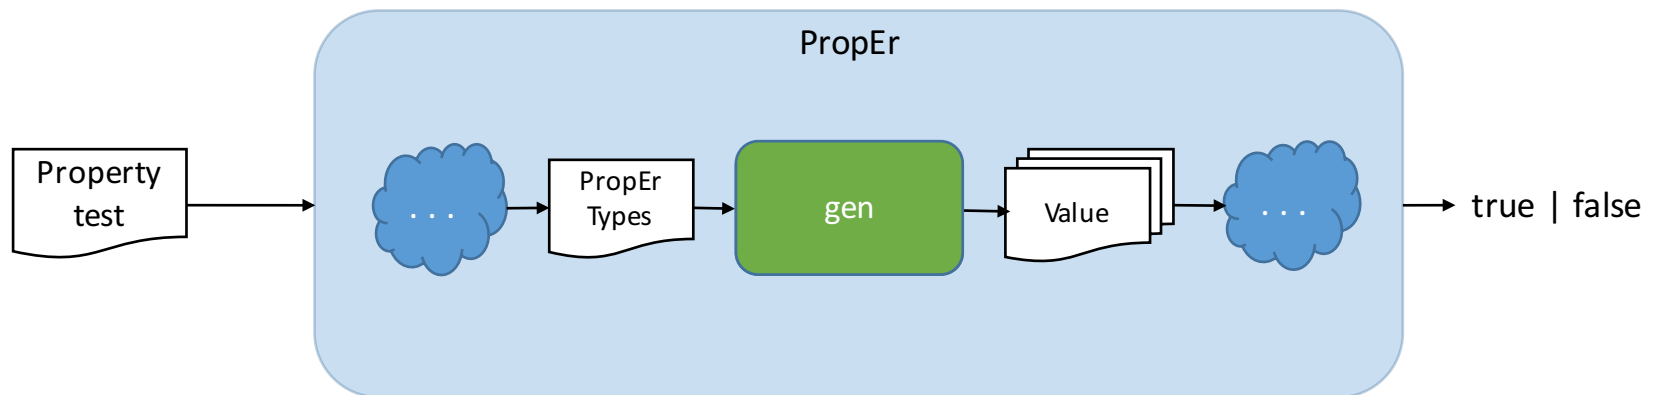 PropEr
Property
test
. . .
PropEr
Types
gen
Value
. . .
true | false